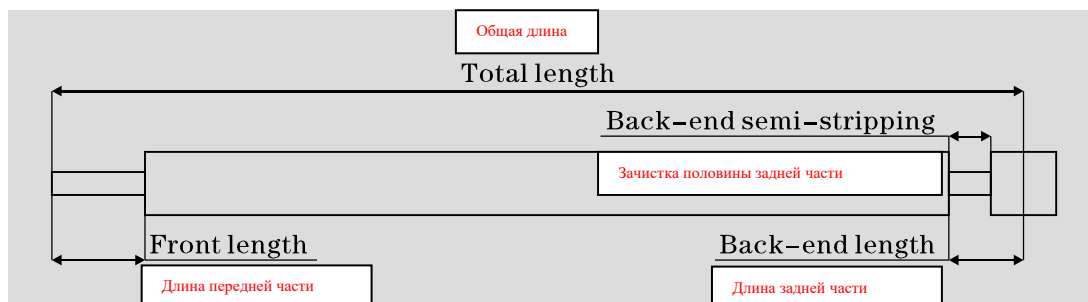 Общая длина
Total length
Back-end semi-stripping
Зачистка половины задней части
Front length
Back-end length
Длина передней части
Длина задней части